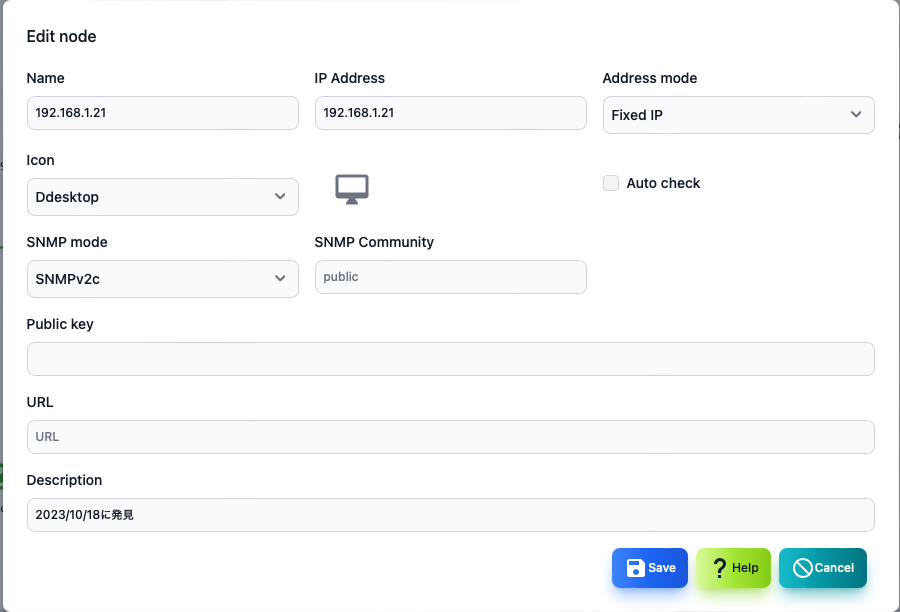 Edit node
Name IP Address Address mode
192.168.1.21 192.168.1.21 Fixed IP
Icon
Ddesktop Auto check
SNMP mode SNMP Community
SNMPv2c public
Public key
URL
URL
Description
2023/10/18に発見
Save Help Cancel